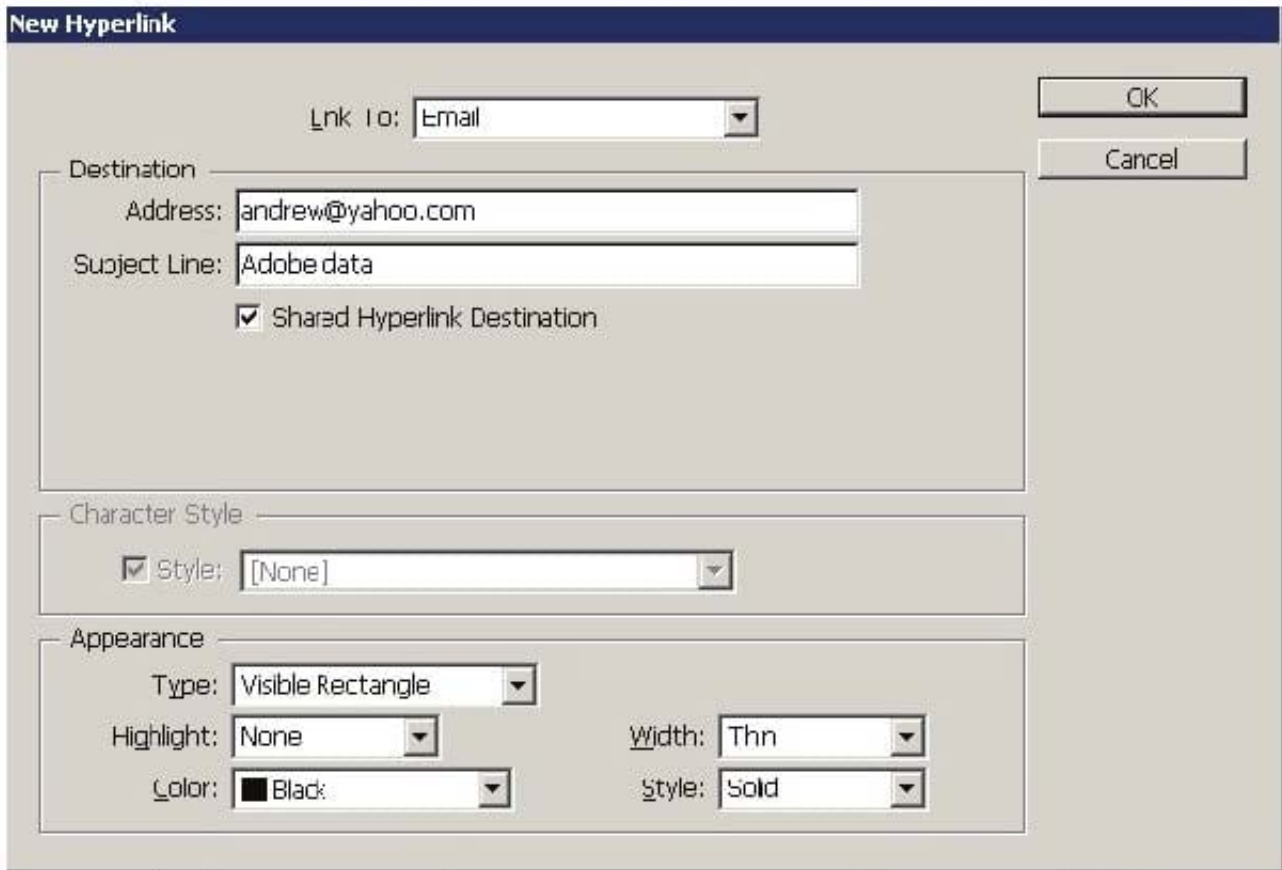 New Hyperlink
Link To: Email
OK
Cancel
Destination
Address: andrew@yahoo.com
Subject Line: Adobe data
Shared Hyperlink Destination
Character Style
Style: [None]
Appearance
Type: Visible Rectangle
Highlight: None
Width: Thin
Color: Black
Style: Solid